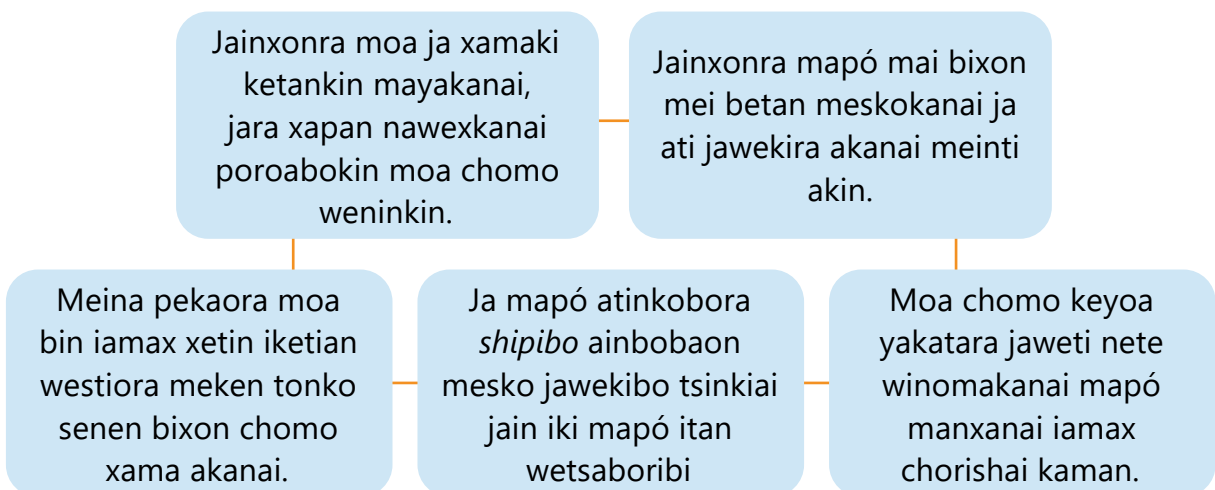 Jainxonra moa ja xamaki
ketankin mayakanai,
jara xapan nawexkanai
poroabokin moa chomo
weninkin.
Jainxonra mapó mai bixon
mei betan meskokanai ja
ati jawekira akanai meinti
akin.
Meina pekaora moa
bin iamax xetin iketian
westiora meken tonko
senen bixon chomo
xama akanai.
Ja mapó atinkobora
shipibo ainbobaon
mesko jawekibo tsinkiai
jain iki mapó itan
wetsaboribi
Moa chomo keyoa
yakatara jaweti nete
winomakanai mapó
manxanai iamax
chorishai kaman.